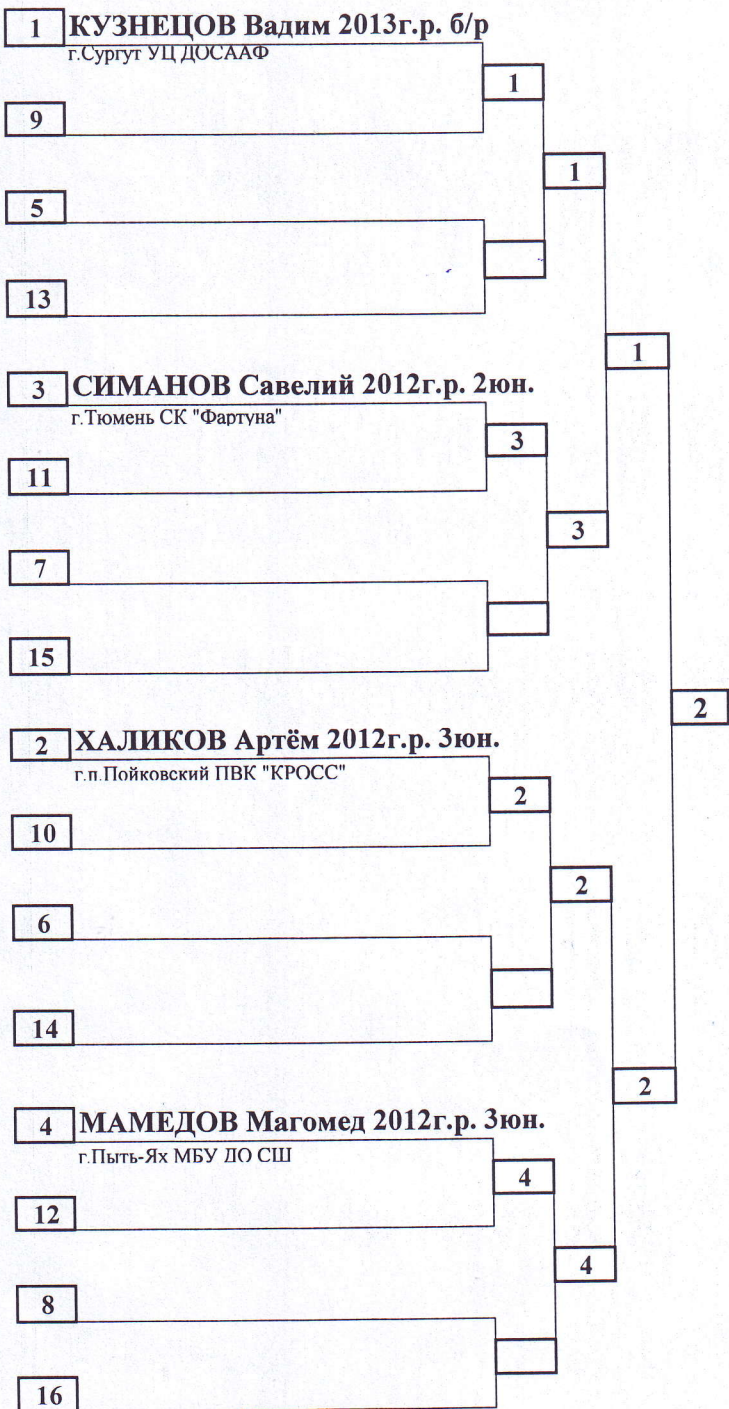 1 КУЗНЕЦОВ Вадим 2013г.р. б/р
г.Сургут УЦ ДОСААФ
1
9
1
5
13
1
3 СИМАНОВ Савелий 2012г.р. 2юн.
г.Тюмень СК "Фартуна"
3
11
3
7
15
2
2 ХАЛИКОВ Артём 2012г.р. 3юн.
г.п.Пойковский ПВК "КРОСС"
2
10
2
6
14
2
4 МАМЕДОВ Магомед 2012г.р. 3юн.
г.Пыть-Ях МБУ ДО СШ
4
12
4
8
16